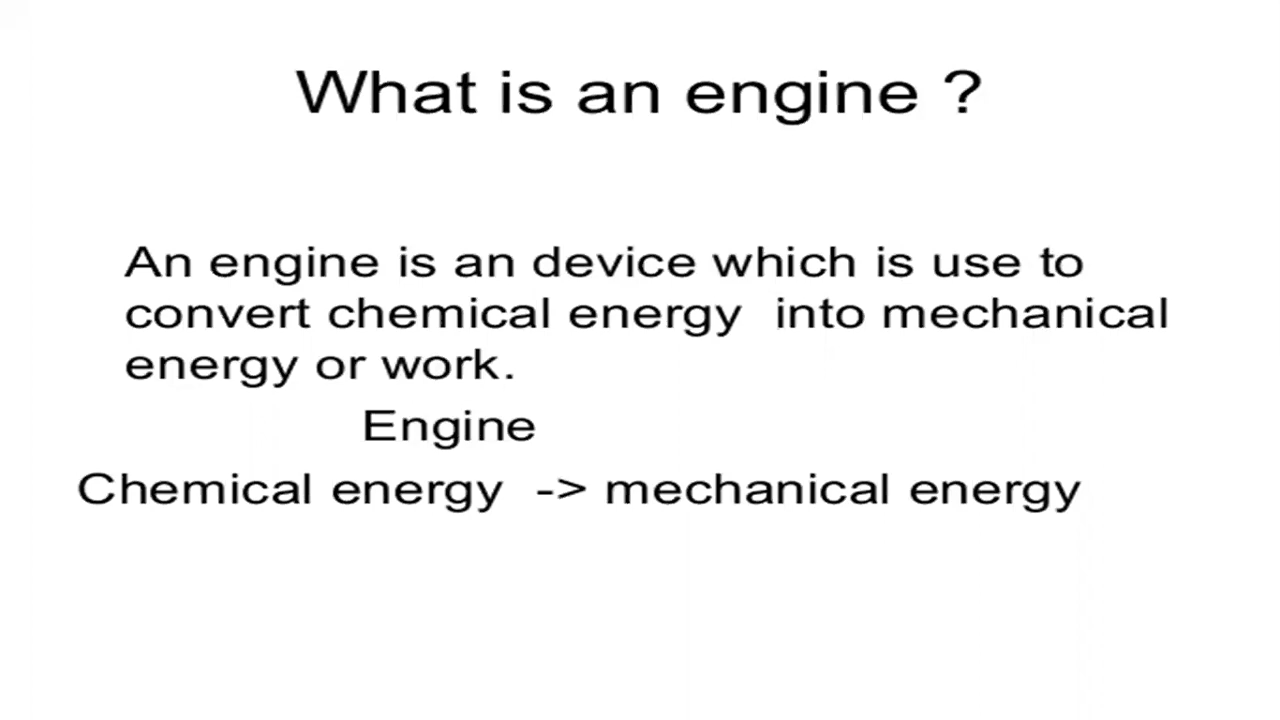 What is an engine ?
An engine is an device which is use to
convert chemical energy  into mechanical
energy or work.
Engine
Chemical energy  -> mechanical energy